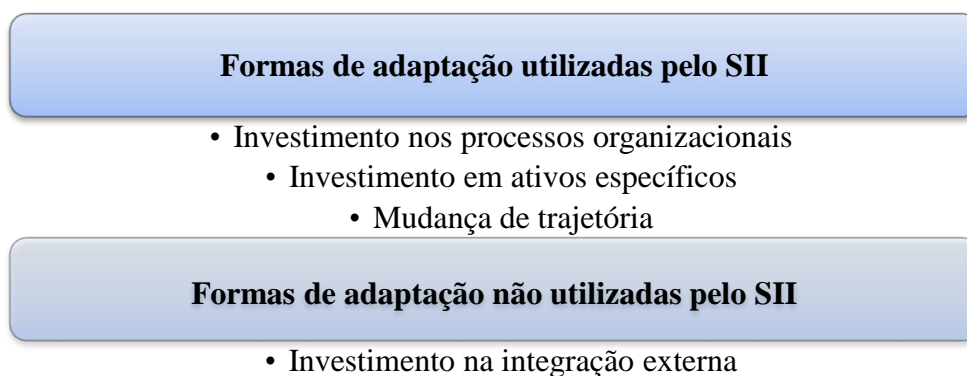 Formas de adaptação utilizadas pelo SII
• Investimento nos processos organizacionais
• Investimento em ativos específicos
• Mudança de trajetória
Formas de adaptação não utilizadas pelo SII
• Investimento na integração externa